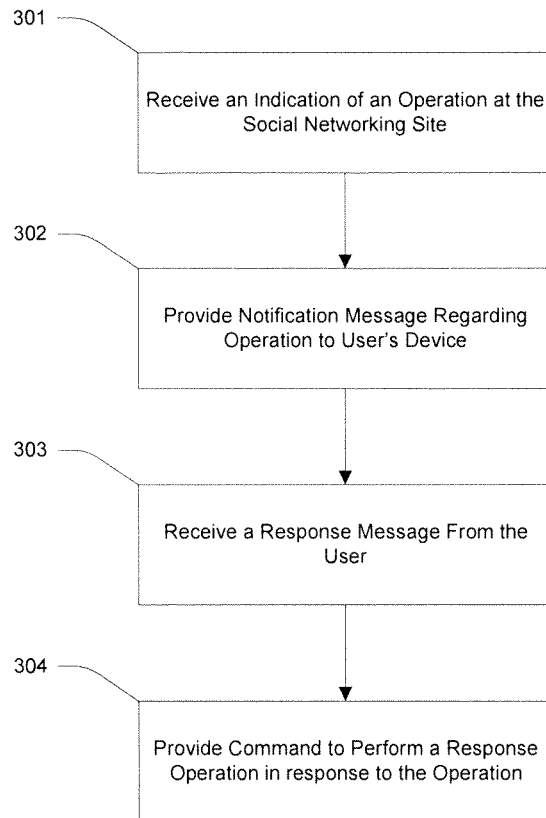 301
Receive an Indication of an Operation at the
Social Networking Site
302
Provide Notification Message Regarding
Operation to User's Device
303
Receive a Response Message From the
User
304
Provide Command to Perform a Response
Operation in response to the Operation